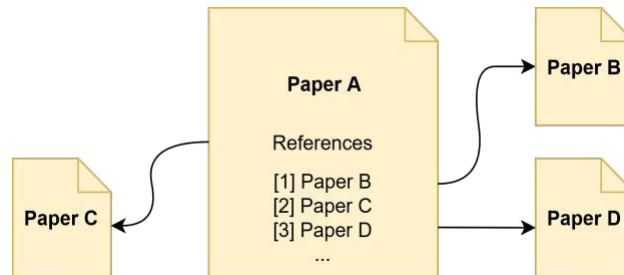 Paper A
References
[1] Paper B
[2] Paper C
[3] Paper D
...
Paper B
Paper C
Paper D